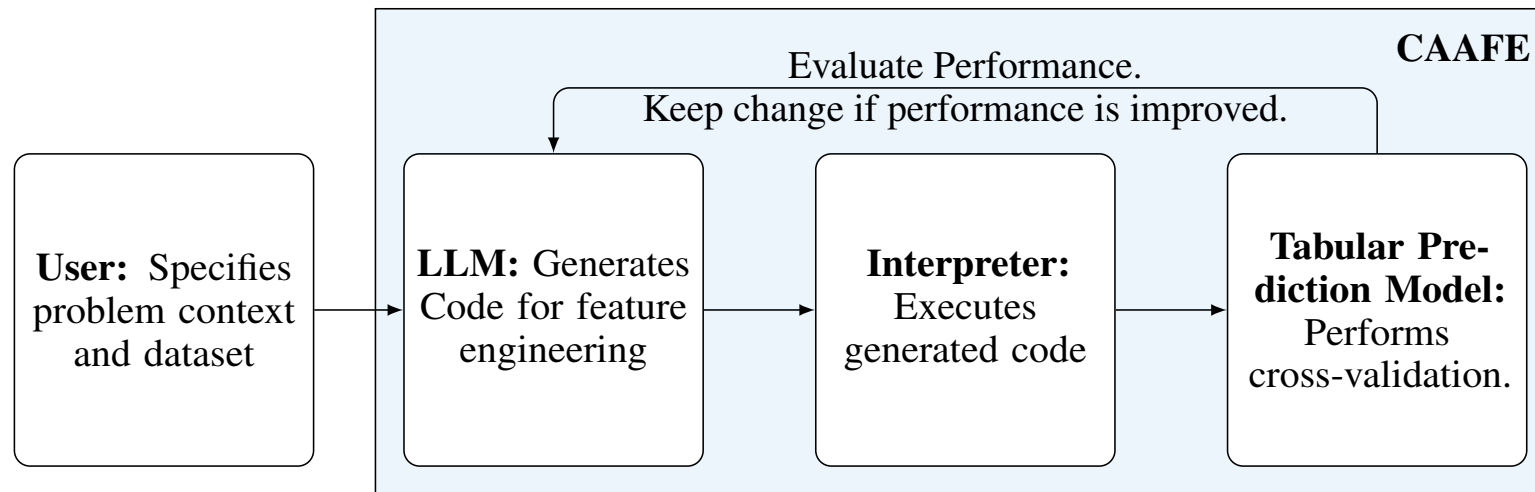 CAAFE
Evaluate Performance.
Keep change if performance is improved.
User: Specifies
problem context
and dataset
LLM: Generates
Code for feature
engineering
Interpreter:
Executes
generated code
Tabular Pre-
diction Model:
Performs
cross-validation.